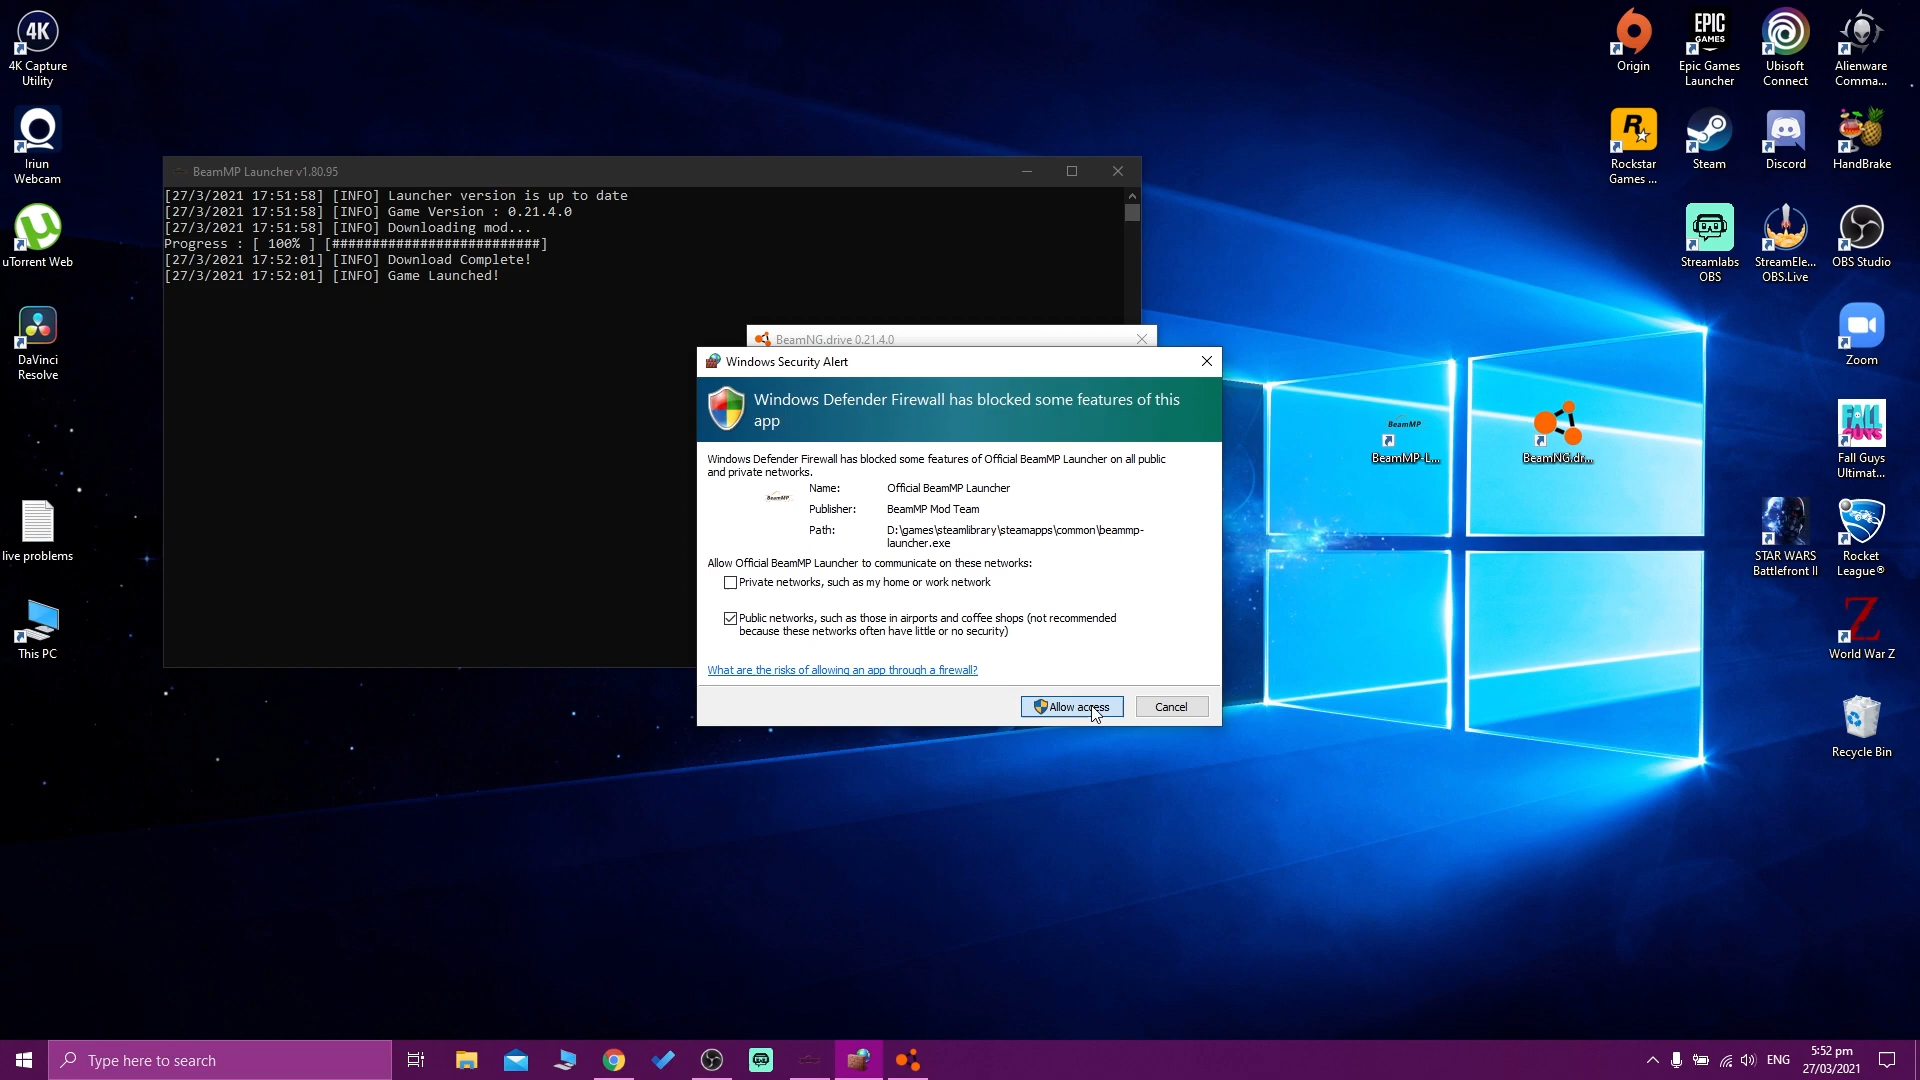 4K
4K Capture
Utility
Iriun
Webcam
uTorrent Web
DaVinci
Resolve
live problems
This PC
BeamMP Launcher v1.80.95
[27/3/2021 17:51:58] [INFO] Launcher version is up to date
[27/3/2021 17:51:58] [INFO] Game Version : 0.21.4.0
[27/3/2021 17:51:58] [INFO] Downloading mod...
Progress : [ 100% ] [##########################]
[27/3/2021 17:52:01] [INFO] Download Complete!
[27/3/2021 17:52:01] [INFO] Game Launched!
BeamNG.drive 0.21.4.0
Windows Security Alert
Windows Defender Firewall has blocked some features of this
app
Windows Defender Firewall has blocked some features of Official BeamMP Launcher on all public
and private networks.
BeamMP
Name: Official BeamMP Launcher
Publisher: BeamMP Mod Team
Path: D:\games\steamlibrary\steamapps\common\beammp-
launcher.exe
Allow Official BeamMP Launcher to communicate on these networks:
Private networks, such as my home or work network
Public networks, such as those in airports and coffee shops (not recommended
because these networks often have little or no security)
What are the risks of allowing an app through a firewall?
Allow access
Cancel
BeamMP
BeamMP-L...
BeamNG.dr...
Origin
EPIC
GAMES
Epic Games
Launcher
Ubisoft
Connect
Alienware
Comma...
R
Rockstar
Games ...
Steam
Discord
HandBrake
Streamlabs
OBS
StreamEle...
OBS.Live
OBS Studio
Zoom
FALL
GUYS
Fall Guys
Ultimat...
STAR WARS
Battlefront II
Rocket
League®
Z
World War Z
Recycle Bin
Type here to search
ENG
5:52 pm
27/03/2021